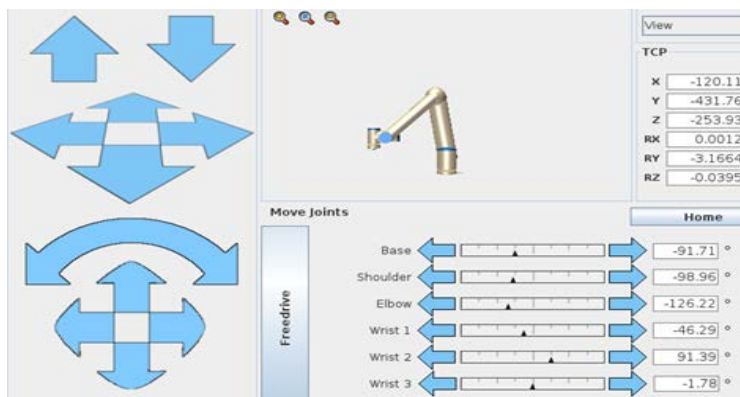 View
TCP
X -120.11
Y -431.76
Z -253.93
RX 0.0012
RY -3.1664
RZ -0.0395
Move Joints
Home
Freedrive
Base -91.71 °
Shoulder -98.96 °
Elbow -126.22 °
Wrist 1 -46.29 °
Wrist 2 91.39 °
Wrist 3 -1.78 °